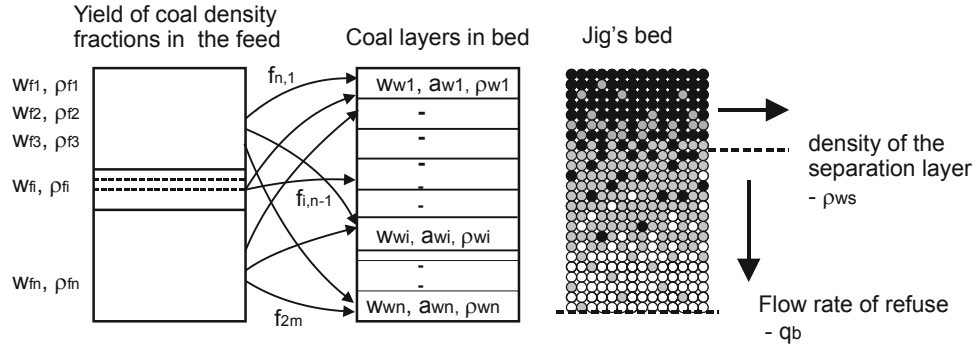 Yield of coal density
fractions in the feed
Coal layers in bed
Jig's bed
wf1, ρf1
wf2, ρf2
wf3, ρf3
wfi, ρfi
wfn, ρfn
fn,1
fi,n-1
f2m
ww1, aw1, ρw1
-
-
-
-
wwi, awi, ρwi
-
-
wwn, awn, ρwn
density of the
separation layer
- ρws
Flow rate of refuse
- qb